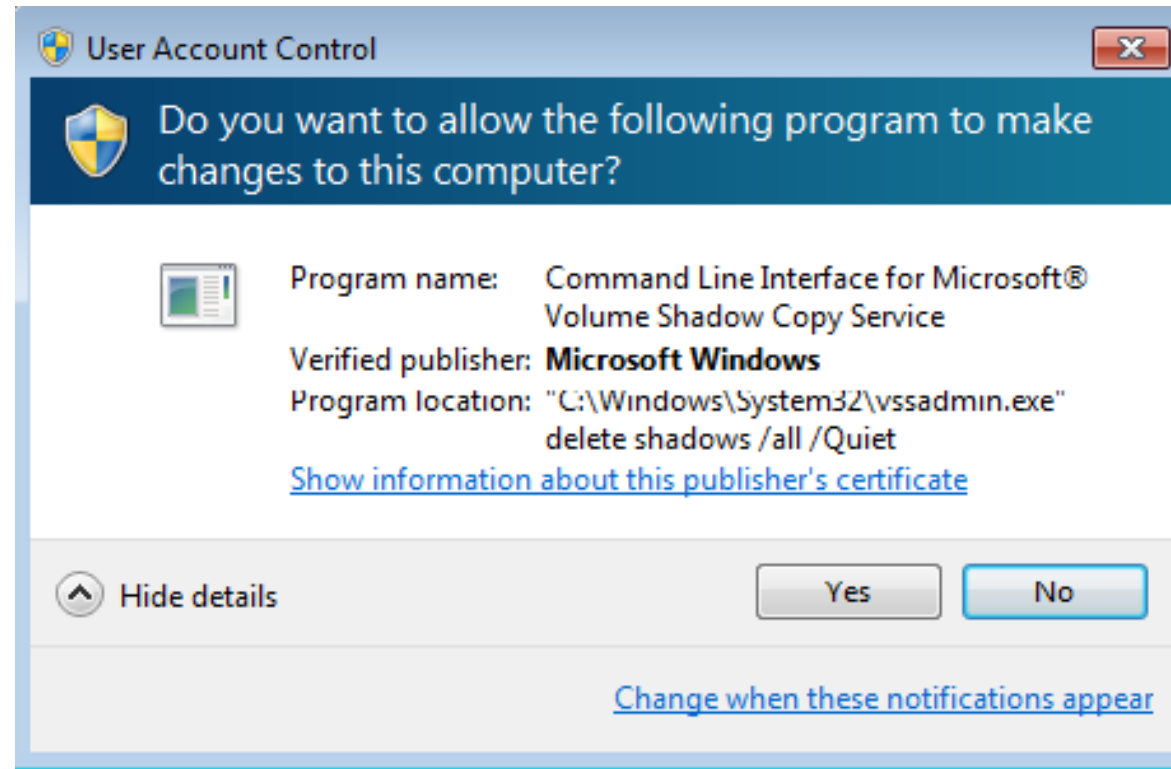 User Account Control
Do you want to allow the following program to make
changes to this computer?
Program name: Command Line Interface for Microsoft®
Volume Shadow Copy Service
Verified publisher: Microsoft Windows
Program location: "C:\Windows\System32\vssadmin.exe"
delete shadows /all /Quiet
Show information about this publisher's certificate
Hide details
Yes
No
Change when these notifications appear